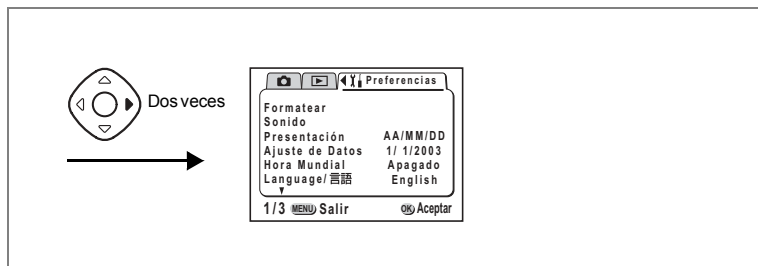 Dos veces
Preferencias
Formatear
Sonido
Presentación AA/MM/DD
Ajuste de Datos 1/ 1/2003
Hora Mundial Apagado
Language/言語 English
1/3 MENU Salir OK Aceptar